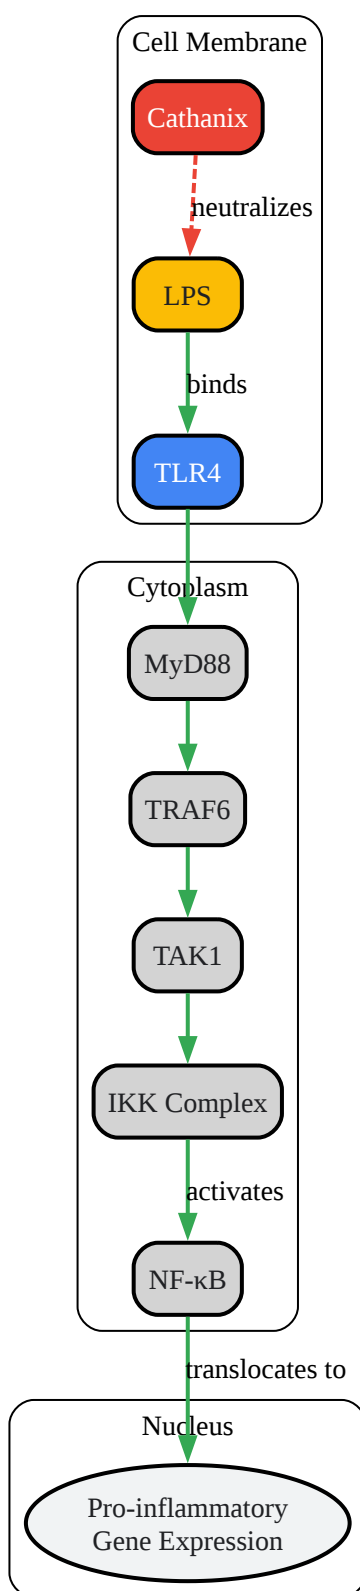 Cell Membrane
Cathanix
neutralizes
LPS
binds
TLR4
Cytoplasm
MyD88
TRAF6
TAK1
IKK Complex
activates
NF-κB
translocates to
Nucleus
Pro-inflammatory
Gene Expression